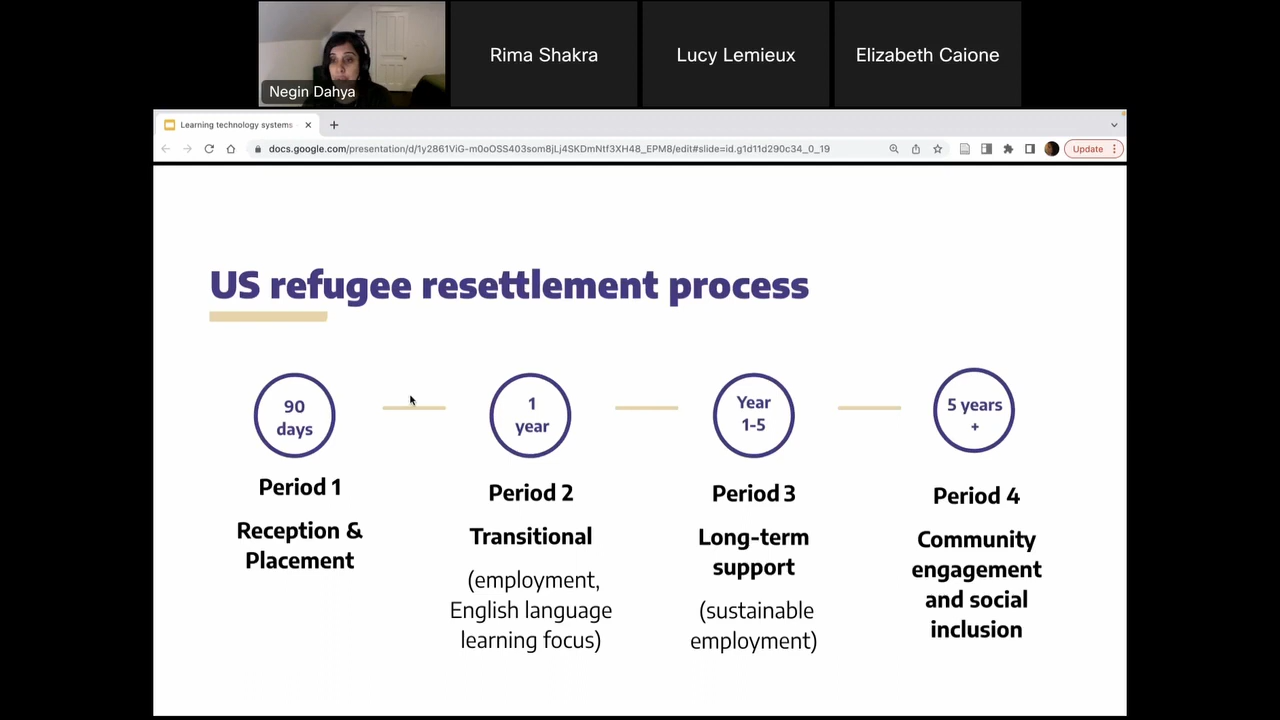 Negin Dahya
Rima Shakra
Lucy Lemieux
Elizabeth Caione
Learning technology systems
docs.google.com/presentation/d/1y2861ViG-m0oOSS403som8jLj4SKDmNtf3XH48_EPM8/edit#slide=id.g1d11d290c34_0_19
Update
US refugee resettlement process
90
days
Period 1
Reception &
Placement
1
year
Period 2
Transitional
(employment,
English language
learning focus)
Year
1-5
Period 3
Long-term
support
(sustainable
employment)
5 years
+
Period 4
Community
engagement
and social
inclusion